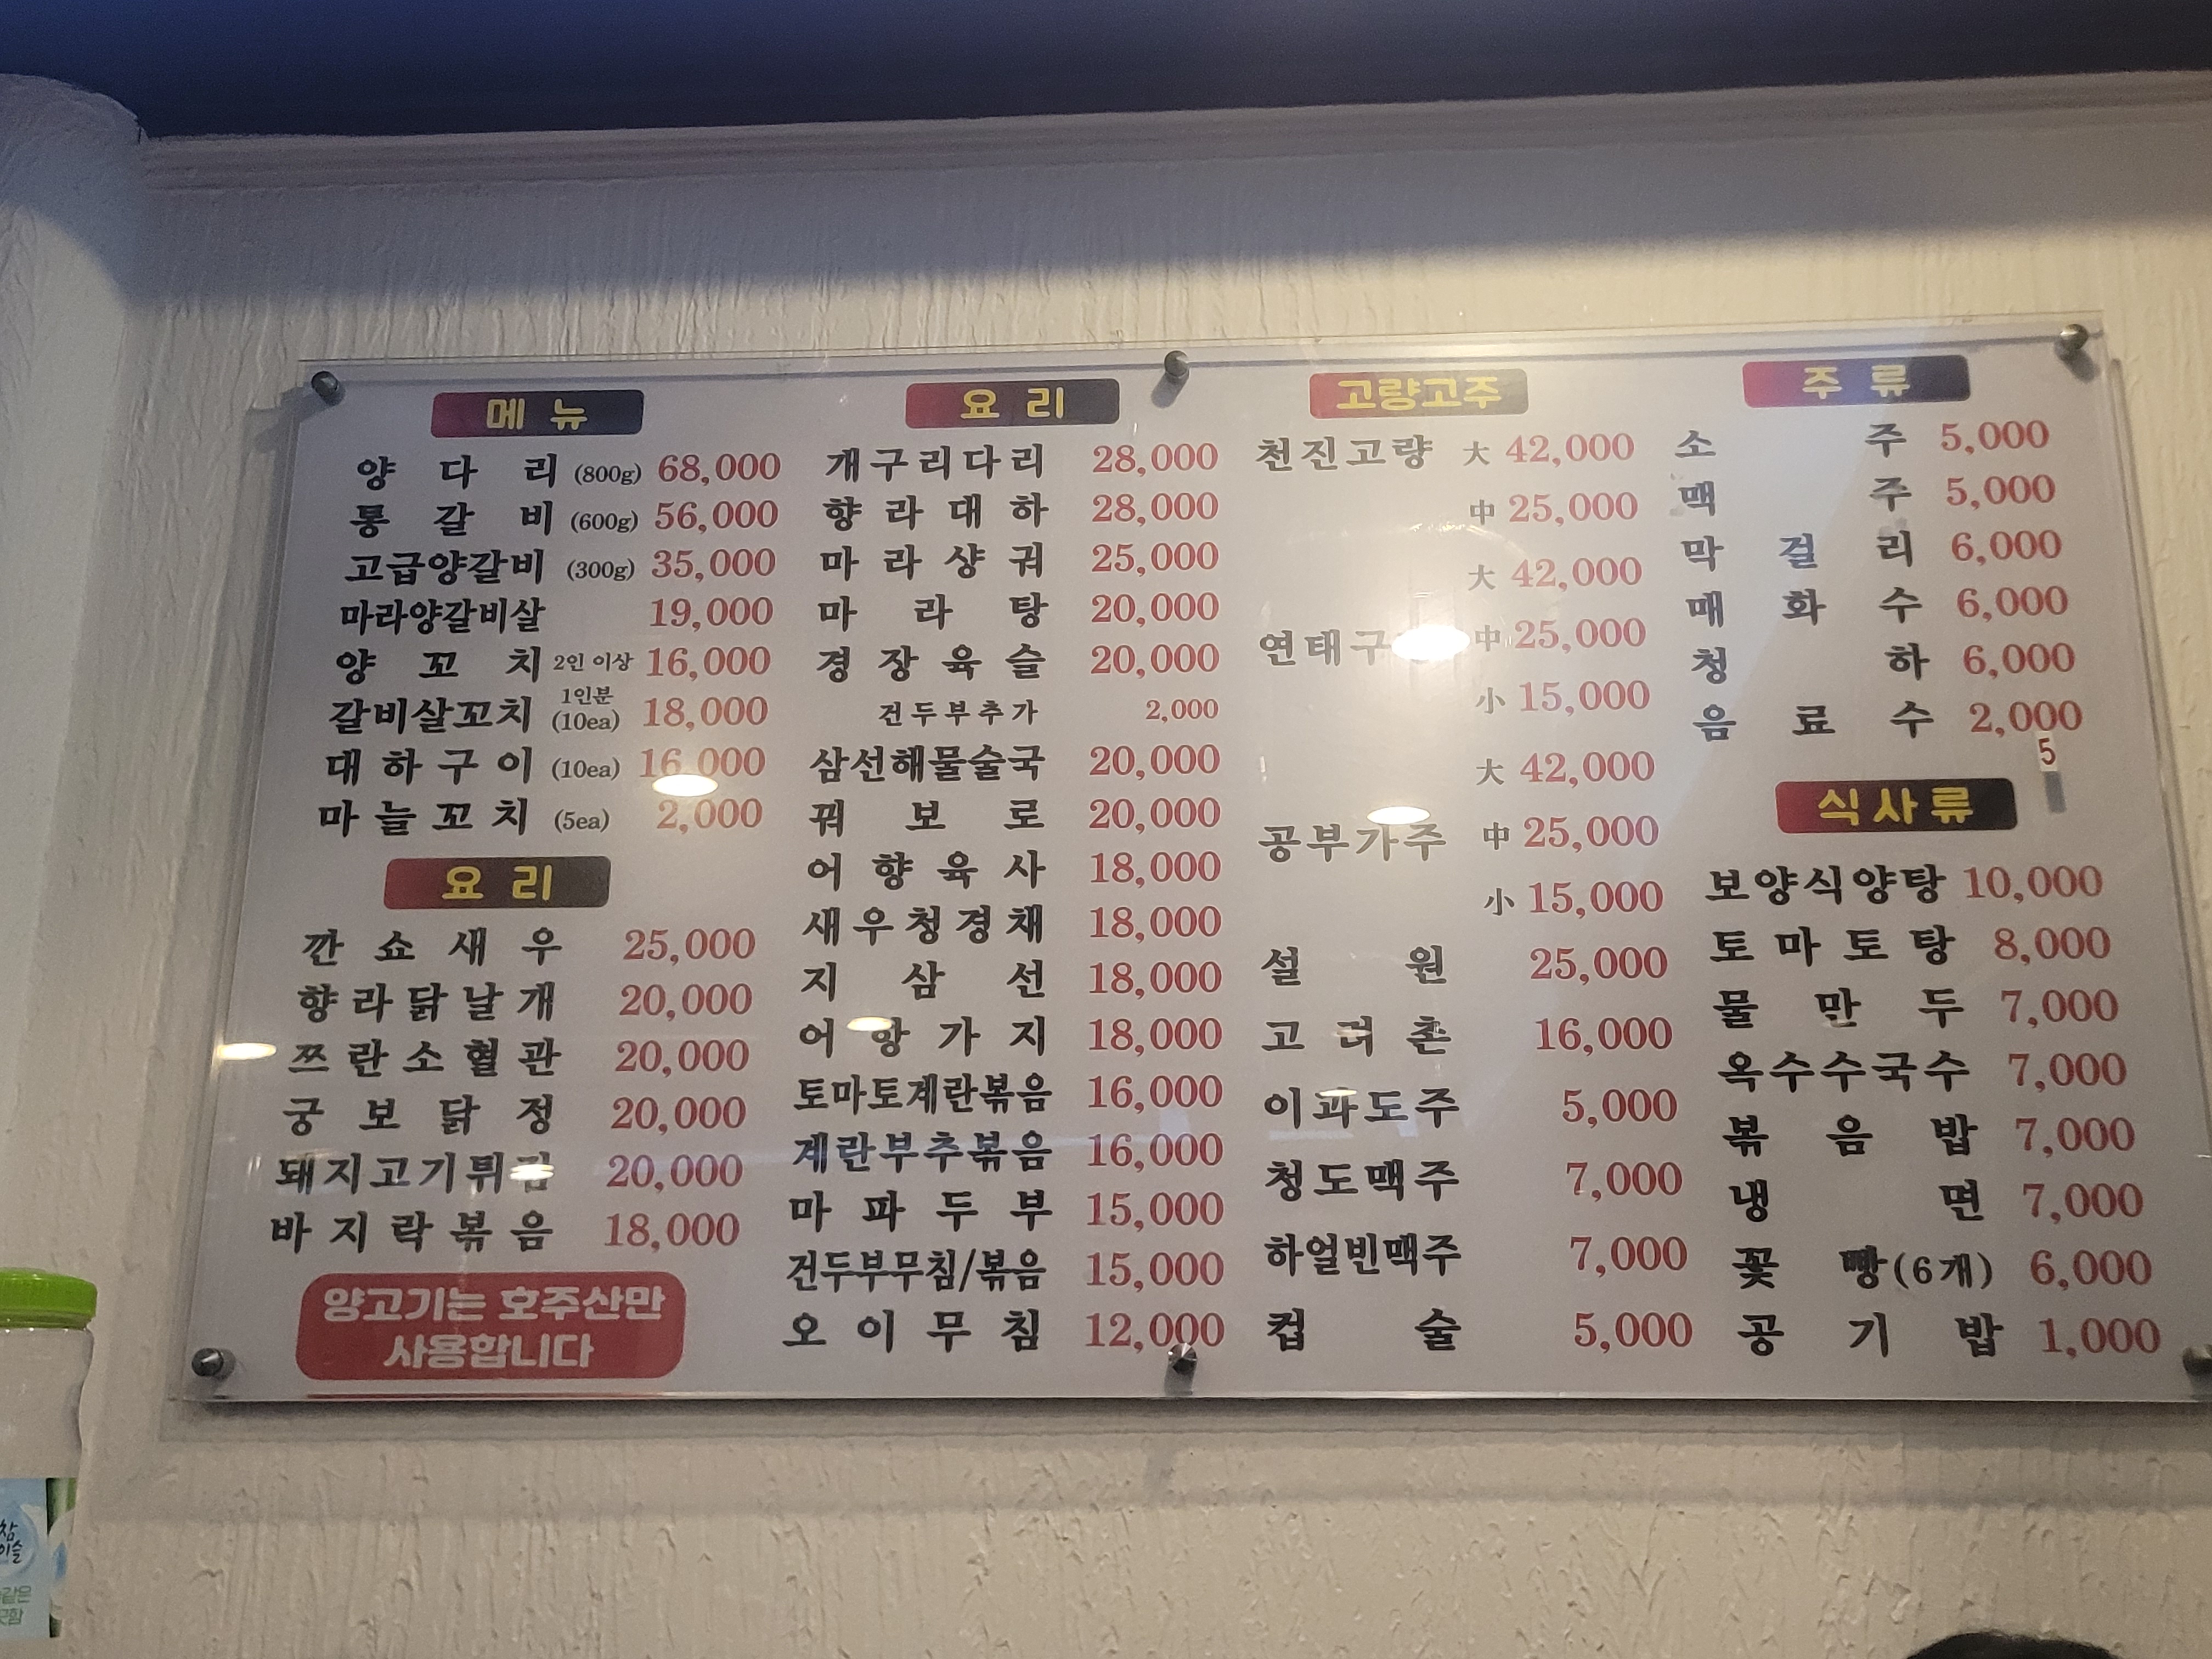 메뉴
양다리 (800g) 68,000
통갈비 (600g) 56,000
고급양갈비 (300g) 35,000
마라양갈비살 19,000
양꼬치 2인 이상 16,000
갈비살꼬치 1인분 (10ea) 18,000
대하구이 (10ea) 16,000
마늘꼬치 (5ea) 2,000
요리
깐쇼새우 25,000
향라닭날개 20,000
쯔란소혈관 20,000
궁보닭정 20,000
돼지고기튀김 20,000
바지락볶음 18,000
양고기는 호주산만
사용합니다
요리
개구리다리 28,000
향라대하 28,000
마라샹궈 25,000
마라탕 20,000
경장육슬 20,000
건두부추가 2,000
삼선해물술국 20,000
꿔보로 20,000
어향육사 18,000
새우청경채 18,000
지삼선 18,000
어향가지 18,000
토마토계란볶음 16,000
계란부추볶음 16,000
마파두부 15,000
건두부무침/볶음 15,000
오이무침 12,000
고량고주
천진고량 大 42,000
中 25,000
大 42,000
연태구 中 25,000
小 15,000
大 42,000
공부가주 中 25,000
小 15,000
설원 25,000
고려촌 16,000
이과도주 5,000
청도맥주 7,000
하얼빈맥주 7,000
컵술 5,000
주류
소주 5,000
맥주 5,000
막걸리 6,000
매화수 6,000
청하 6,000
음료수 2,000
5
식사류
보양식양탕 10,000
토마토탕 8,000
물만두 7,000
옥수수국수 7,000
볶음밥 7,000
냉면 7,000
꽃빵(6개) 6,000
공기밥 1,000
참
이슬